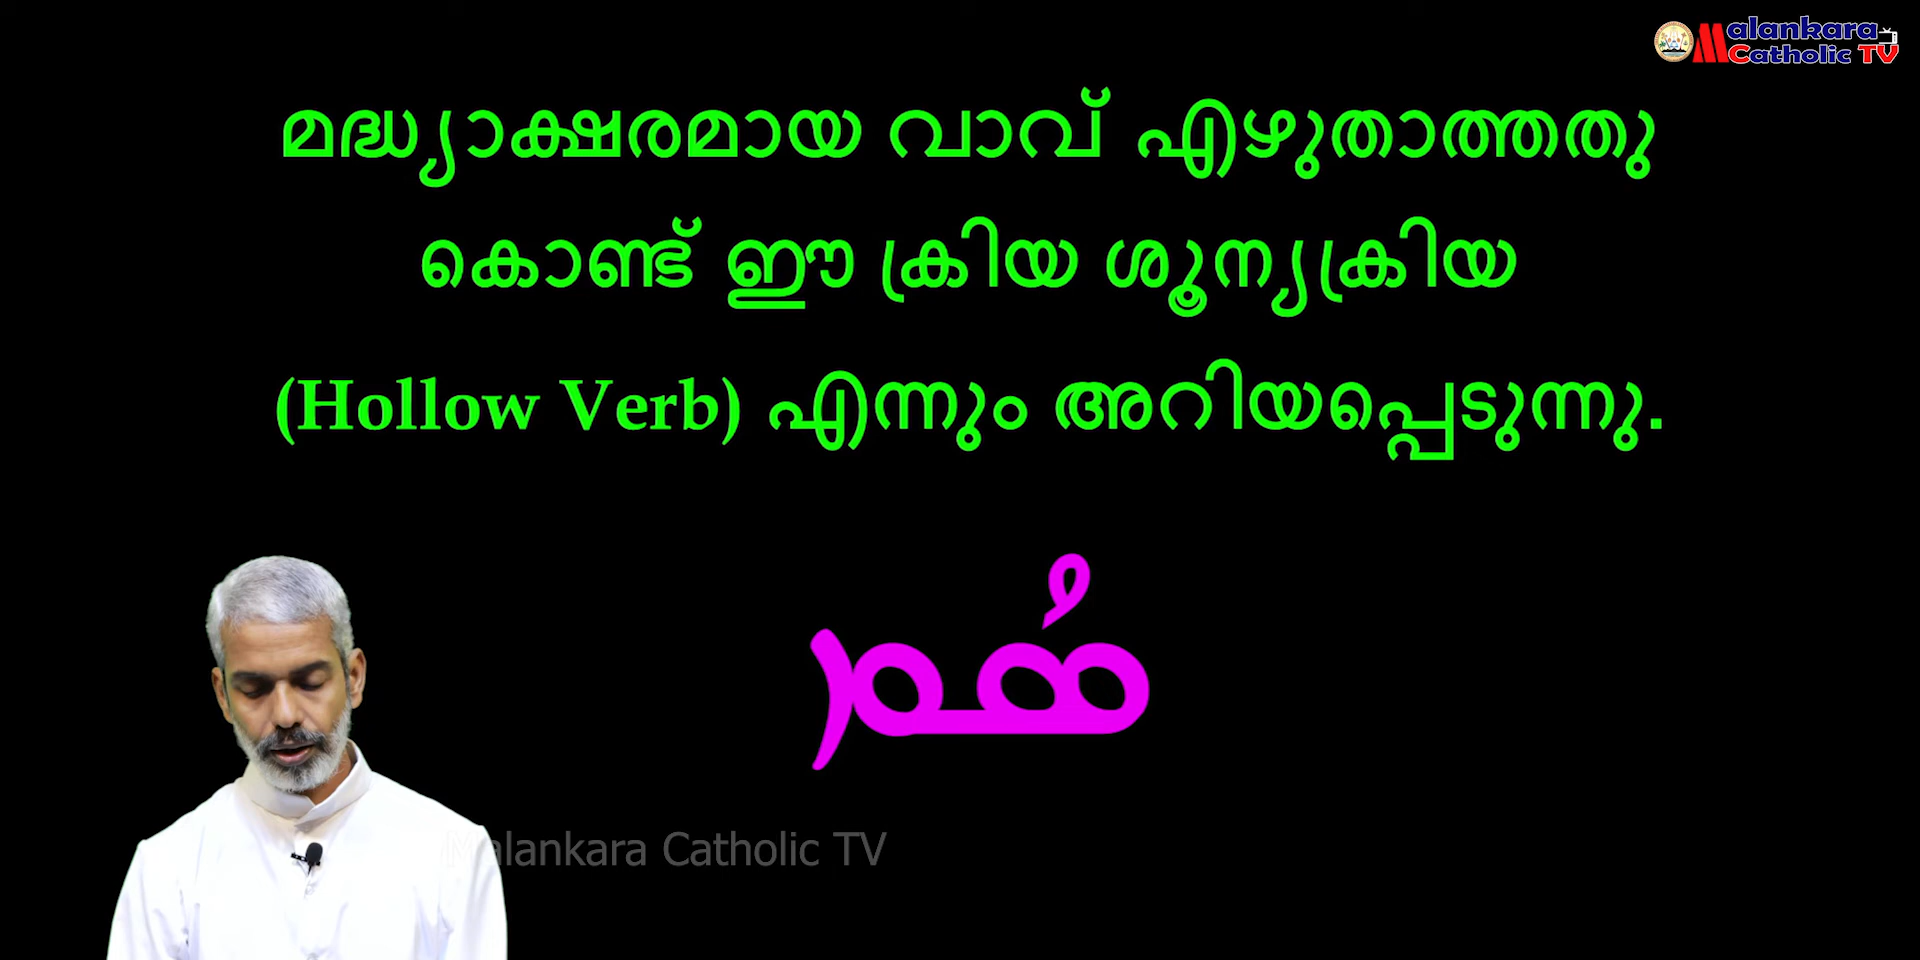 Malankara
Catholic TV
മദ്ധ്യാക്ഷരമായ വാവ് എഴുതാത്തതു
കൊണ്ട് ഈ ക്രിയ ശൂന്യക്രിയ
(Hollow Verb) എന്നും അറിയപ്പെടുന്നു.
ܩܳܡ
Malankara Catholic TV